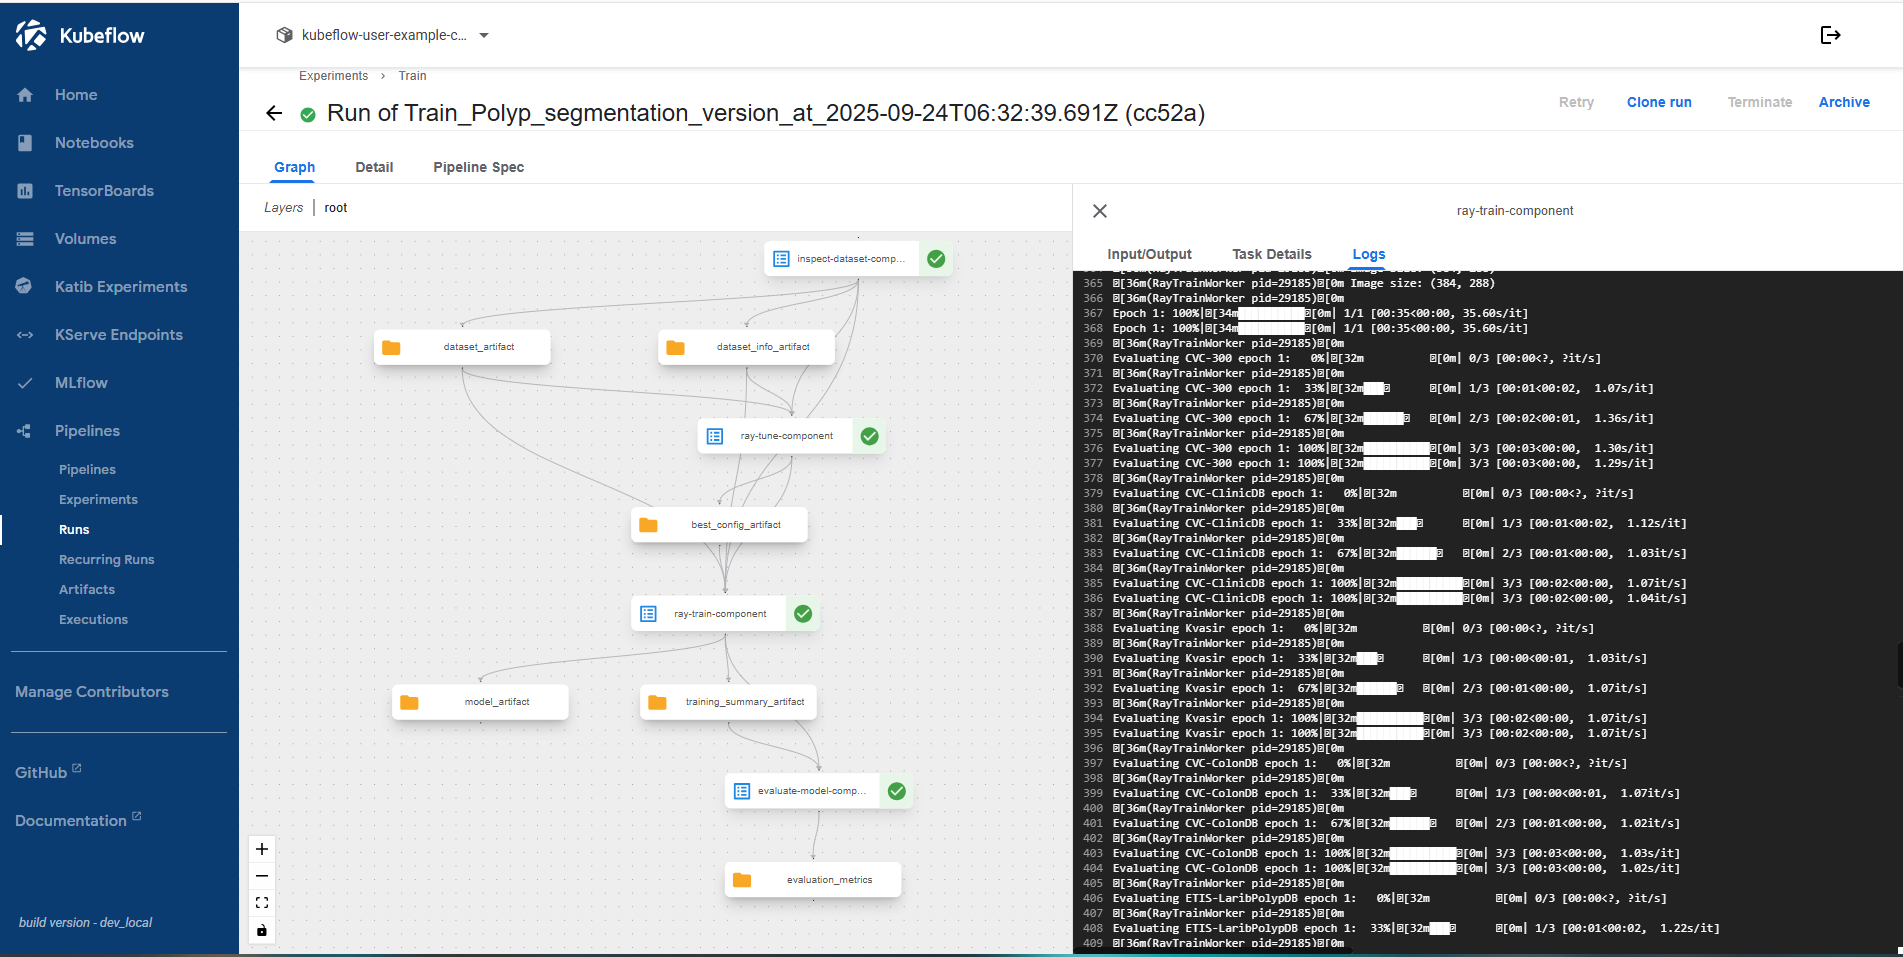 Kubeflow
kubeflow-user-example-c...
Home
Notebooks
TensorBoards
Volumes
Katib Experiments
KServe Endpoints
MLflow
Pipelines
Pipelines
Experiments
Runs
Recurring Runs
Artifacts
Executions
Manage Contributors
GitHub
Documentation
build version - dev_local
Experiments › Train
Run of Train_Polyp_segmentation_version_at_2025-09-24T06:32:39.691Z (cc52a)
Retry Clone run Terminate Archive
Graph Detail Pipeline Spec
Layers root
inspect-dataset-comp...
dataset_artifact
dataset_info_artifact
ray-tune-component
best_config_artifact
ray-train-component
model_artifact
training_summary_artifact
evaluate-model-comp...
evaluation_metrics
ray-train-component
Input/Output Task Details Logs
365 [36m(RayTrainWorker pid=29185)[0m Image size: (384, 288)
366 [36m(RayTrainWorker pid=29185)[0m
367 Epoch 1: 100%|[34m██████████[0m| 1/1 [00:35<00:00, 35.60s/it]
368 Epoch 1: 100%|[34m██████████[0m| 1/1 [00:35<00:00, 35.60s/it]
369 [36m(RayTrainWorker pid=29185)[0m
370 Evaluating CVC-300 epoch 1:   0%|[32m          [0m| 0/3 [00:00<?, ?it/s]
371 [36m(RayTrainWorker pid=29185)[0m
372 Evaluating CVC-300 epoch 1:  33%|[32m███       [0m| 1/3 [00:01<00:02,  1.07s/it]
373 [36m(RayTrainWorker pid=29185)[0m
374 Evaluating CVC-300 epoch 1:  67%|[32m██████   [0m| 2/3 [00:02<00:01,  1.36s/it]
375 [36m(RayTrainWorker pid=29185)[0m
376 Evaluating CVC-300 epoch 1: 100%|[32m██████████[0m| 3/3 [00:03<00:00,  1.30s/it]
377 Evaluating CVC-300 epoch 1: 100%|[32m██████████[0m| 3/3 [00:03<00:00,  1.29s/it]
378 [36m(RayTrainWorker pid=29185)[0m
379 Evaluating CVC-ClinicDB epoch 1:   0%|[32m          [0m| 0/3 [00:00<?, ?it/s]
380 [36m(RayTrainWorker pid=29185)[0m
381 Evaluating CVC-ClinicDB epoch 1:  33%|[32m███      [0m| 1/3 [00:01<00:02,  1.12s/it]
382 [36m(RayTrainWorker pid=29185)[0m
383 Evaluating CVC-ClinicDB epoch 1:  67%|[32m██████   [0m| 2/3 [00:01<00:00,  1.03it/s]
384 [36m(RayTrainWorker pid=29185)[0m
385 Evaluating CVC-ClinicDB epoch 1: 100%|[32m██████████[0m| 3/3 [00:02<00:00,  1.07it/s]
386 Evaluating CVC-ClinicDB epoch 1: 100%|[32m██████████[0m| 3/3 [00:02<00:00,  1.04it/s]
387 [36m(RayTrainWorker pid=29185)[0m
388 Evaluating Kvasir epoch 1:   0%|[32m          [0m| 0/3 [00:00<?, ?it/s]
389 [36m(RayTrainWorker pid=29185)[0m
390 Evaluating Kvasir epoch 1:  33%|[32m███      [0m| 1/3 [00:00<00:01,  1.03it/s]
391 [36m(RayTrainWorker pid=29185)[0m
392 Evaluating Kvasir epoch 1:  67%|[32m██████   [0m| 2/3 [00:01<00:00,  1.07it/s]
393 [36m(RayTrainWorker pid=29185)[0m
394 Evaluating Kvasir epoch 1: 100%|[32m██████████[0m| 3/3 [00:02<00:00,  1.07it/s]
395 Evaluating Kvasir epoch 1: 100%|[32m██████████[0m| 3/3 [00:02<00:00,  1.07it/s]
396 [36m(RayTrainWorker pid=29185)[0m
397 Evaluating CVC-ColonDB epoch 1:   0%|[32m          [0m| 0/3 [00:00<?, ?it/s]
398 [36m(RayTrainWorker pid=29185)[0m
399 Evaluating CVC-ColonDB epoch 1:  33%|[32m███      [0m| 1/3 [00:00<00:01,  1.07it/s]
400 [36m(RayTrainWorker pid=29185)[0m
401 Evaluating CVC-ColonDB epoch 1:  67%|[32m██████   [0m| 2/3 [00:01<00:00,  1.02it/s]
402 [36m(RayTrainWorker pid=29185)[0m
403 Evaluating CVC-ColonDB epoch 1: 100%|[32m██████████[0m| 3/3 [00:03<00:00,  1.03s/it]
404 Evaluating CVC-ColonDB epoch 1: 100%|[32m██████████[0m| 3/3 [00:03<00:00,  1.02s/it]
405 [36m(RayTrainWorker pid=29185)[0m
406 Evaluating ETIS-LaribPolypDB epoch 1:   0%|[32m          [0m| 0/3 [00:00<?, ?it/s]
407 [36m(RayTrainWorker pid=29185)[0m
408 Evaluating ETIS-LaribPolypDB epoch 1:  33%|[32m███      [0m| 1/3 [00:01<00:02,  1.22s/it]
409 [36m(RayTrainWorker pid=29185)[0m